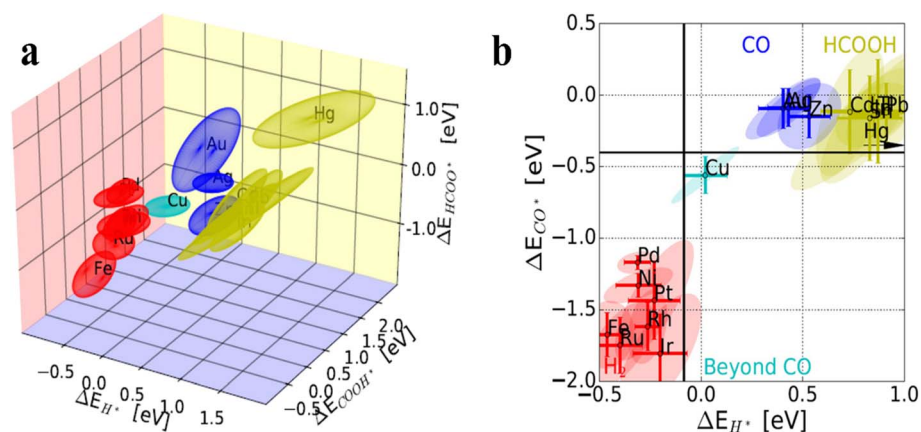 a
Hg
Au
Ag
Cu
Ru
Fe
1.0
0.0
-1.0
ΔE_HCOO* [eV]
-0.5
0.0
0.5
1.0
1.5
ΔE_H* [eV]
-0.5
0.0
0.5
1.0
1.5
2.0
ΔE_COOH* [eV]
b
CO
HCOOH
0.5
0.0
-0.5
-1.0
-1.5
-2.0
ΔE_CO* [eV]
Ag
Zn
Cd
Pb
Hg
Cu
Pd
Ni
Pt
Rh
Fe
Ru
Ir
H₂
Beyond CO
-0.5
0.0
0.5
1.0
ΔE_H* [eV]